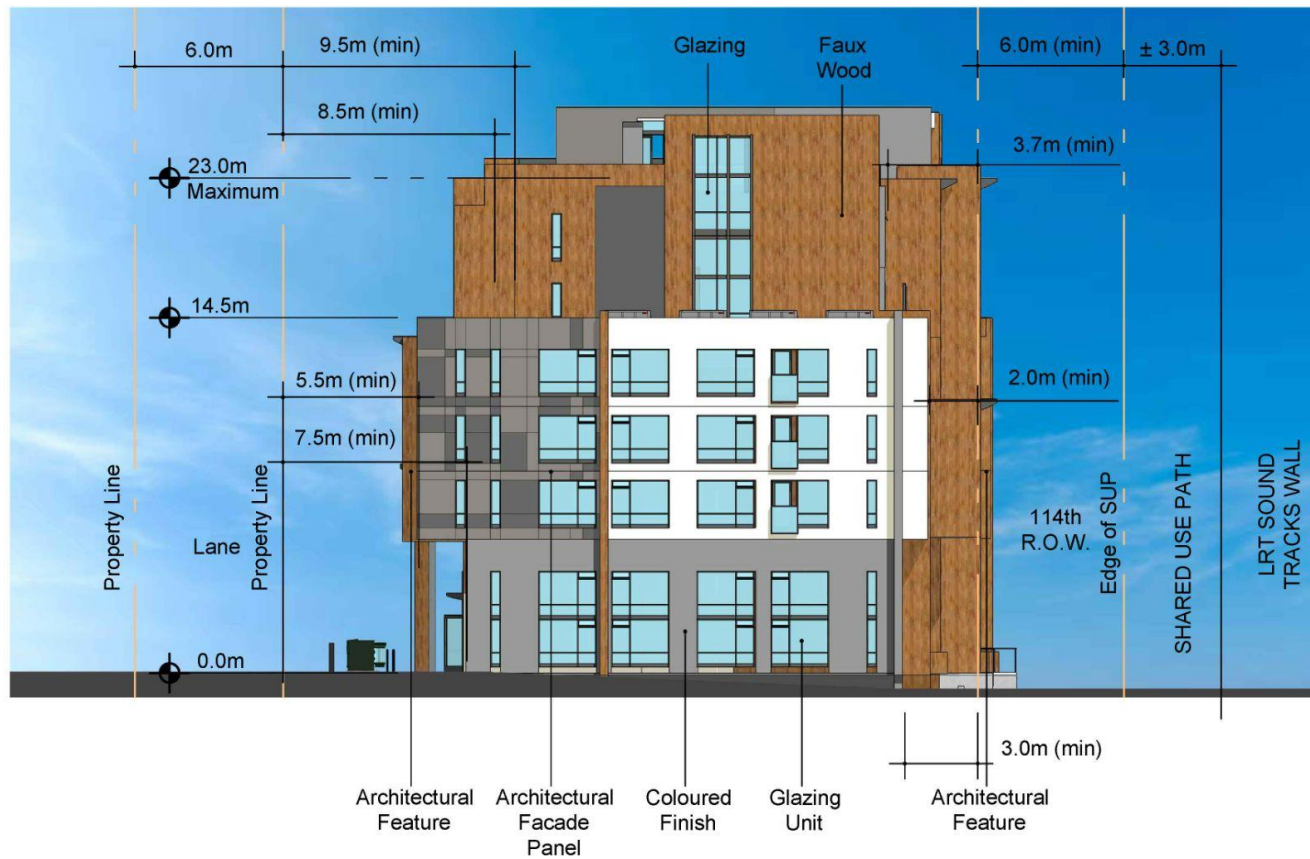 6.0m
9.5m (min)
Glazing
Faux
Wood
6.0m (min)
± 3.0m
8.5m (min)
3.7m (min)
23.0m
Maximum
14.5m
5.5m (min)
2.0m (min)
7.5m (min)
Property Line
Lane
Property Line
114th
R.O.W.
Edge of SUP
SHARED USE PATH
LRT SOUND
TRACKS WALL
0.0m
3.0m (min)
Architectural
Feature
Architectural
Facade
Panel
Coloured
Finish
Glazing
Unit
Architectural
Feature